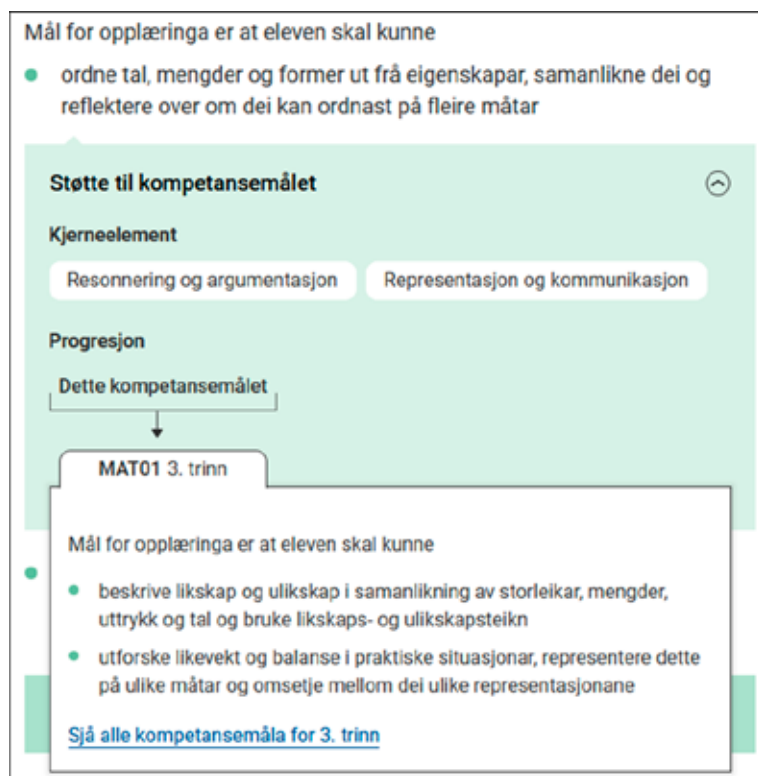 Mål for opplæringa er at eleven skal kunne
ordne tal, mengder og former ut frå eigenskapar, samanlikne dei og
reflektere over om dei kan ordnast på fleire måtar
Støtte til kompetansemålet
Kjerneelement
Resonnering og argumentasjon
Representasjon og kommunikasjon
Progresjon
Dette kompetansemålet
MAT01 3. trinn
Mål for opplæringa er at eleven skal kunne
beskrive likskap og ulikskap i samanlikning av storleikar, mengder,
uttrykk og tal og bruke likskaps- og ulikskapsteikn
utforske likevekt og balanse i praktiske situasjonar, representere dette
på ulike måtar og omsetje mellom dei ulike representasjonane
Sjå alle kompetansemåla for 3. trinn